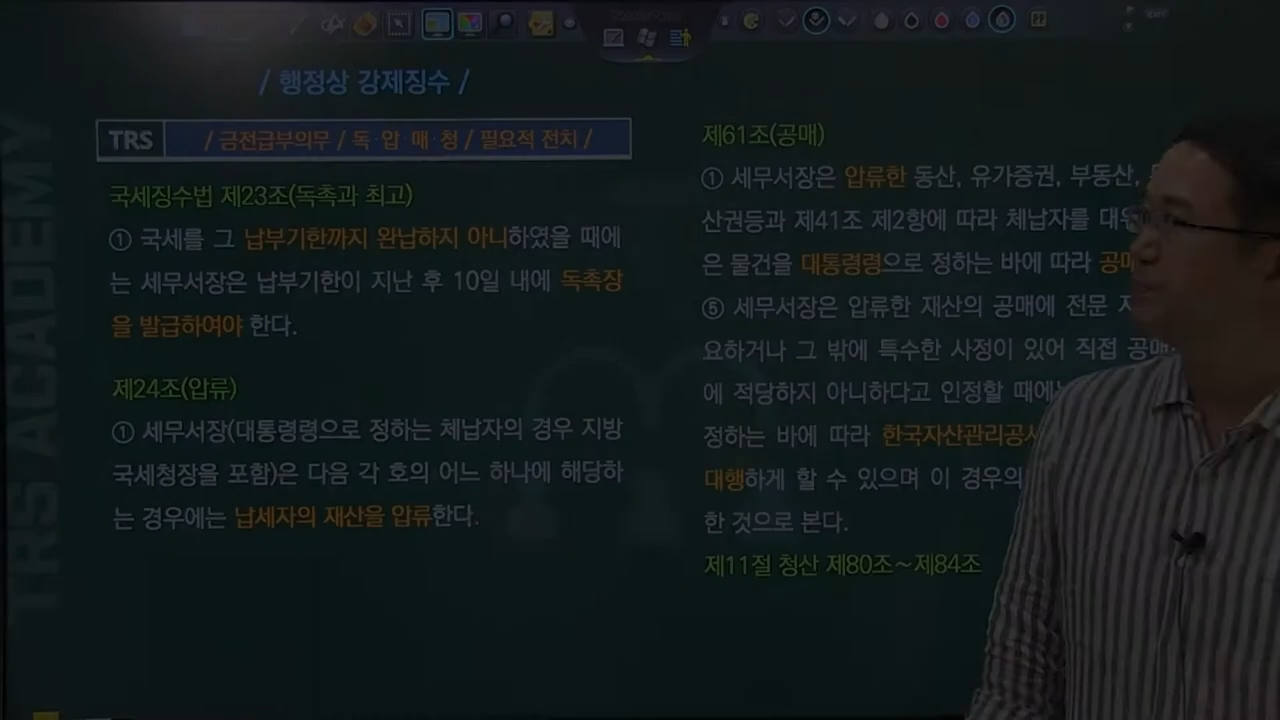 / 행정상 강제징수 /
TRS / 금전급부의무 / 독·압·매·청 / 필요적 전치 /
국세징수법 제23조(독촉과 최고)
① 국세를 그 납부기한까지 완납하지 아니하였을 때에
는 세무서장은 납부기한이 지난 후 10일 내에 독촉장
을 발급하여야 한다.
제24조(압류)
① 세무서장(대통령령으로 정하는 체납자의 경우 지방
국세청장을 포함)은 다음 각 호의 어느 하나에 해당하
는 경우에는 납세자의 재산을 압류한다.
제61조(공매)
① 세무서장은 압류한 동산, 유가증권, 부동산,
산권등과 제41조 제2항에 따라 체납자를 대위
은 물건을 대통령령으로 정하는 바에 따라 공매
⑤ 세무서장은 압류한 재산의 공매에 전문
요하거나 그 밖에 특수한 사정이 있어 직접 공매
에 적당하지 아니하다고 인정할 때에는
정하는 바에 따라 한국자산관리공사
대행하게 할 수 있으며 이 경우의
한 것으로 본다.
제11절 청산 제80조~제84조
TRS ACADEMY
Exit